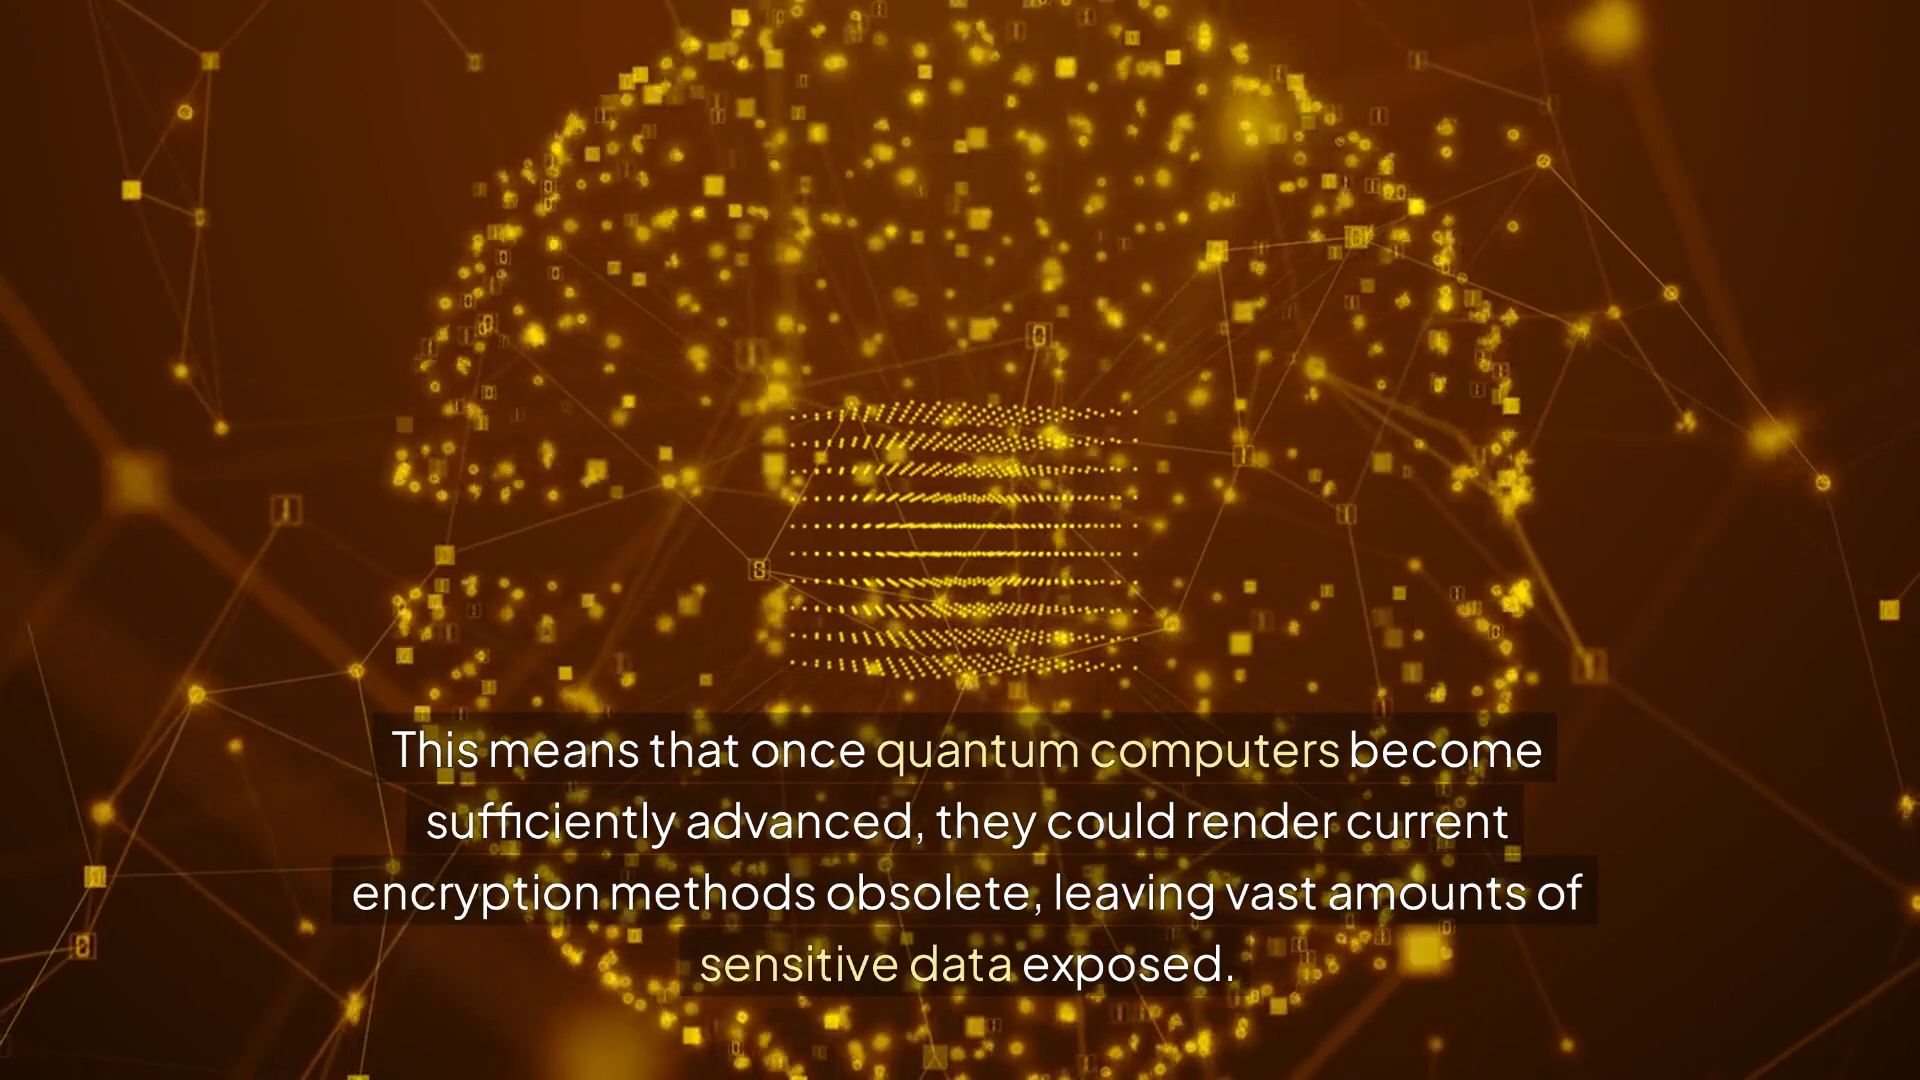 This means that once quantum computers become
sufficiently advanced, they could render current
encryption methods obsolete, leaving vast amounts of
sensitive data exposed.